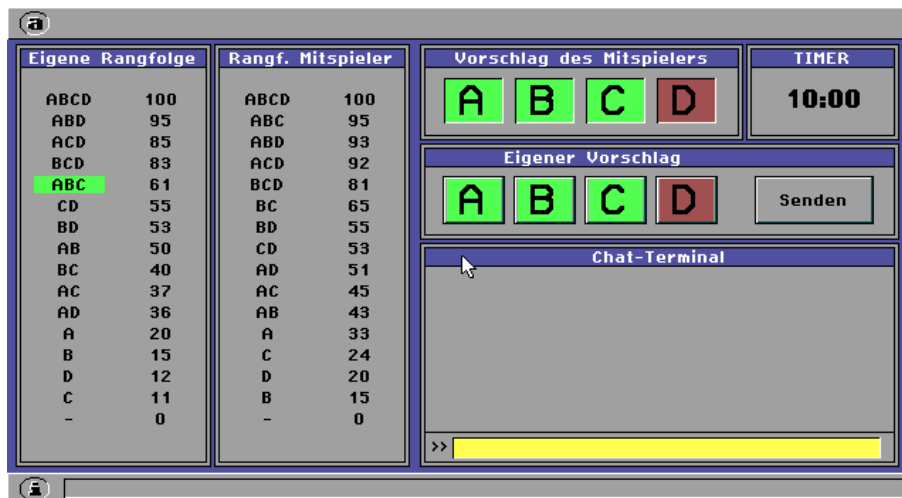 a
Eigene Rangfolge
ABCD 100
ABD 95
ACD 85
BCD 83
ABC 61
CD 55
BD 53
AB 50
BC 40
AC 37
AD 36
A 20
B 15
D 12
C 11
- 0
Rangf. Mitspieler
ABCD 100
ABC 95
ABD 93
ACD 92
BCD 81
BC 65
BD 55
CD 53
AD 51
AC 45
AB 43
A 33
C 24
D 20
B 15
- 0
Vorschlag des Mitspielers
A B C D
TIMER
10:00
Eigener Vorschlag
A B C D
Senden
Chat-Terminal
>>
i